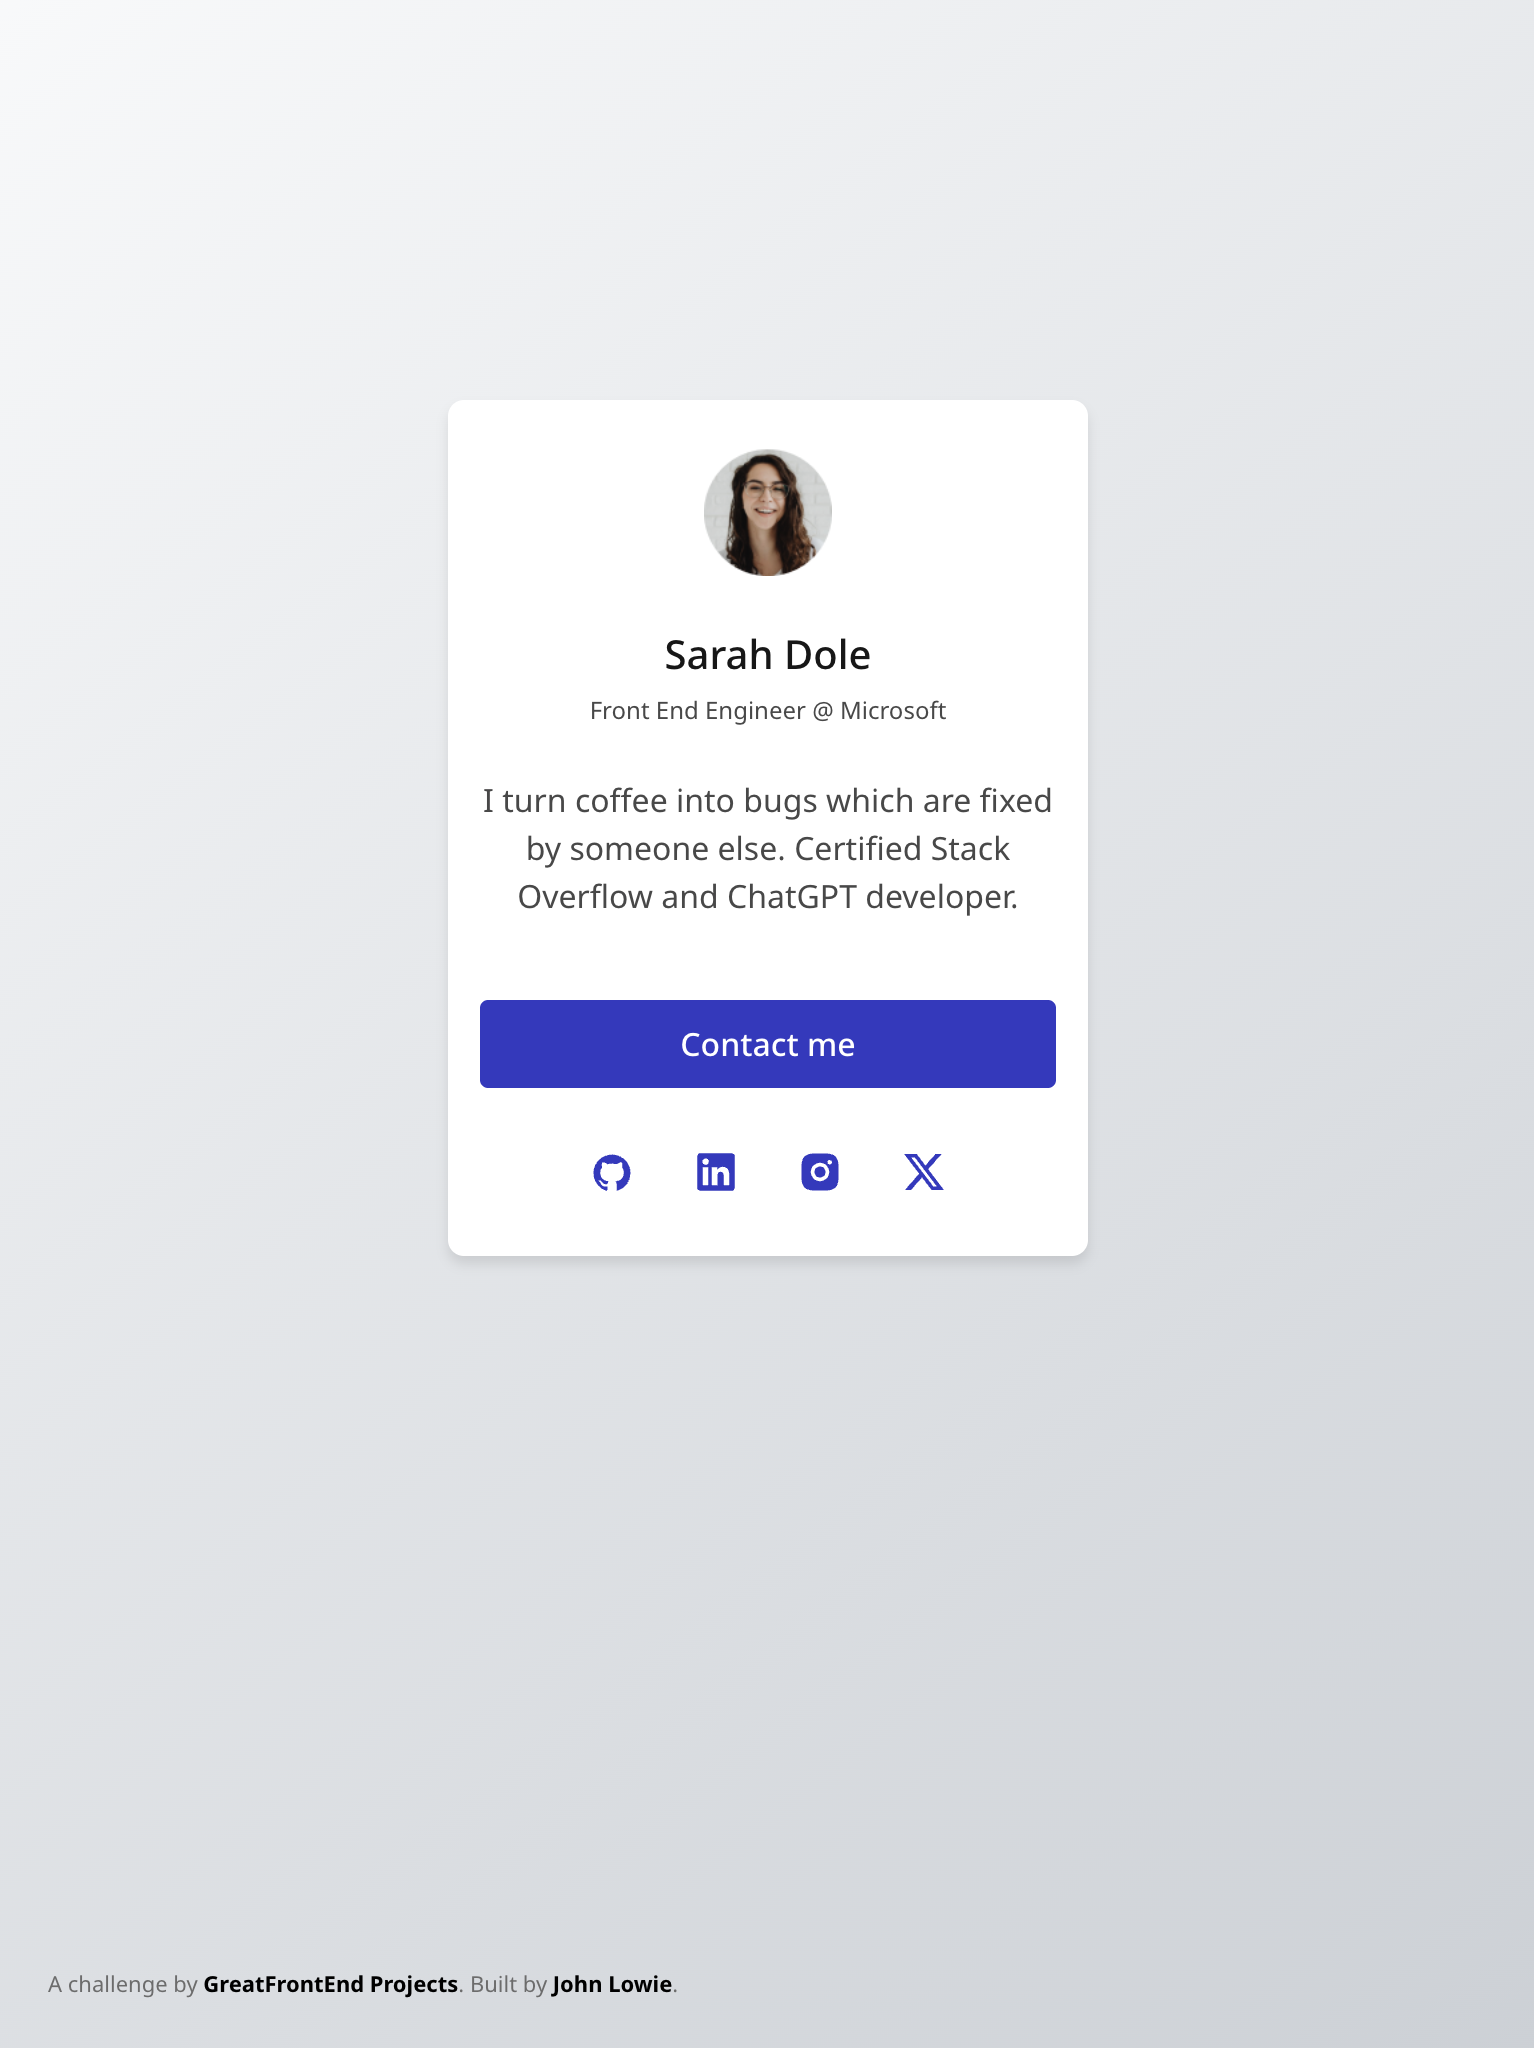 Sarah Dole
Front End Engineer @ Microsoft
I turn coffee into bugs which are fixed
by someone else. Certified Stack
Overflow and ChatGPT developer.
Contact me
A challenge by GreatFrontEnd Projects. Built by John Lowie.